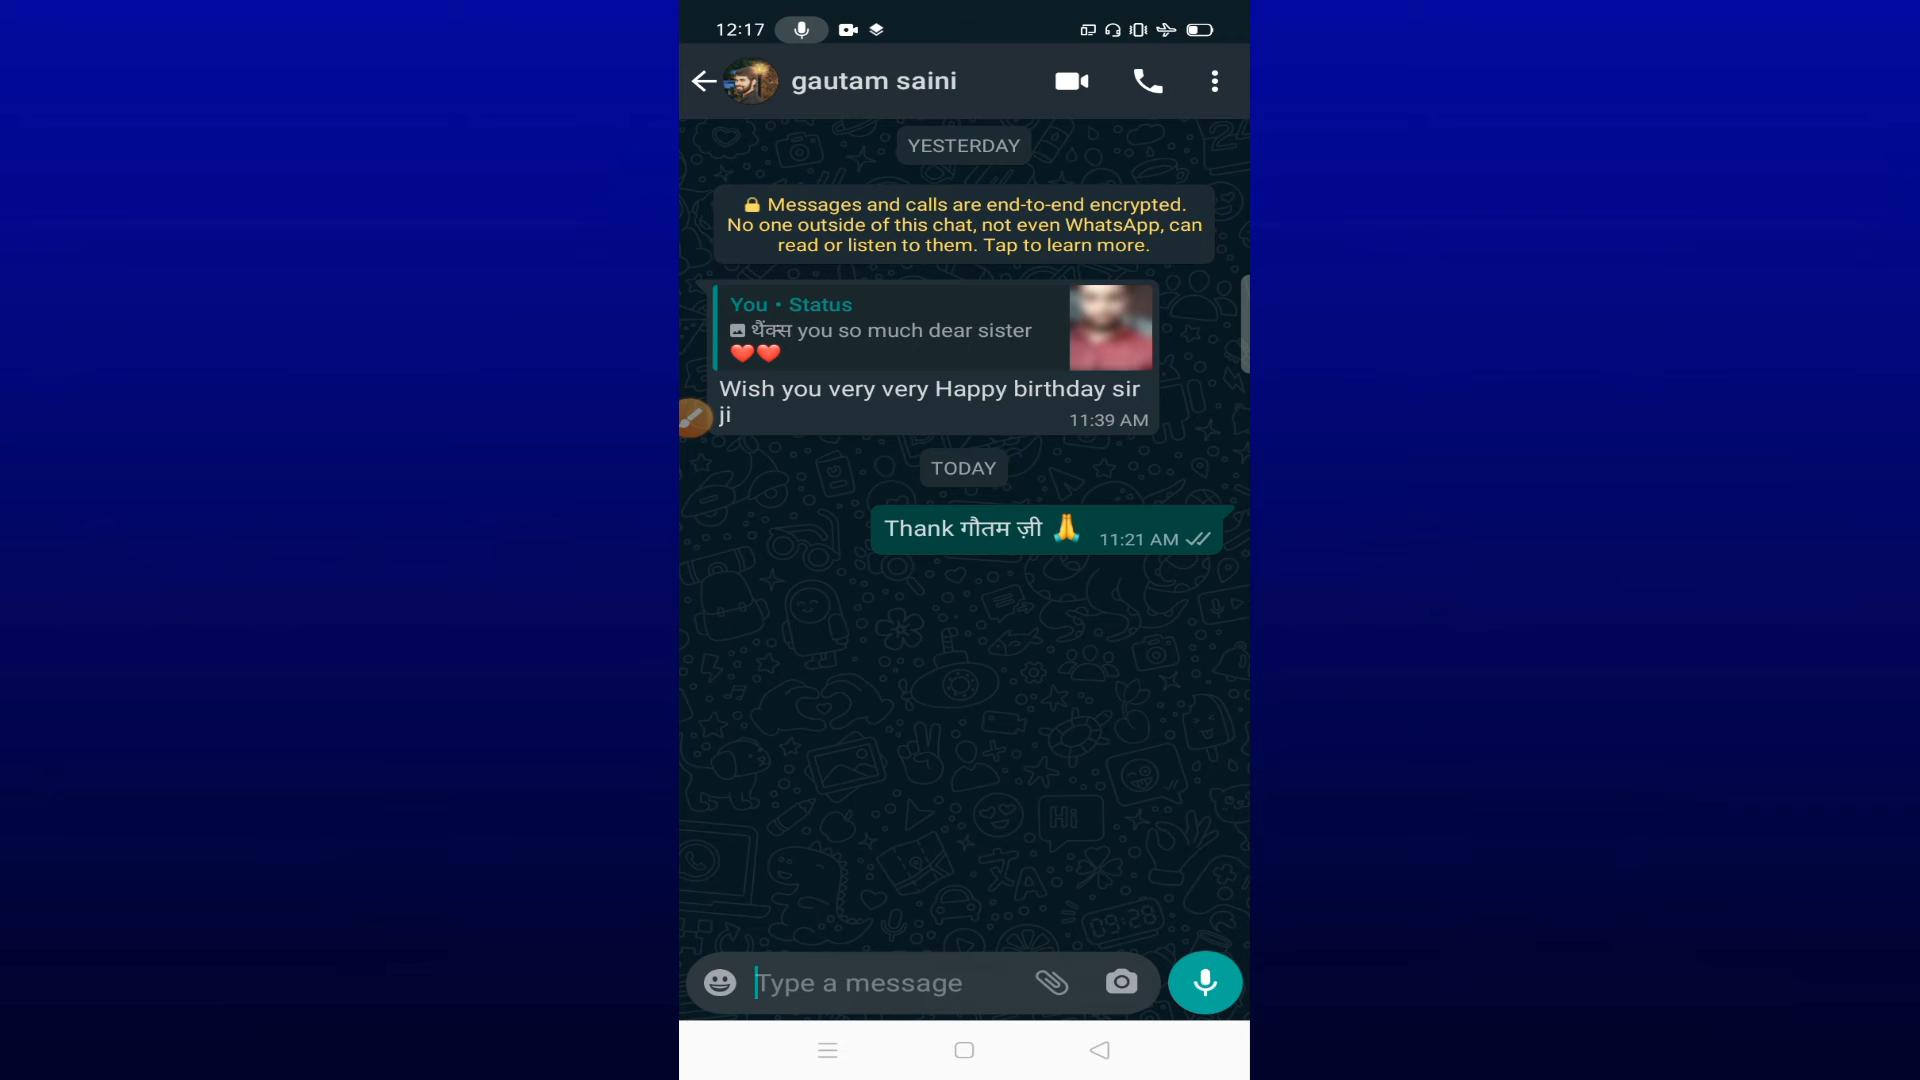 12:17
gautam saini
YESTERDAY
Messages and calls are end-to-end encrypted.
No one outside of this chat, not even WhatsApp, can
read or listen to them. Tap to learn more.
You • Status
थैंक्स you so much dear sister
❤️❤️
Wish you very very Happy birthday sir
ji
11:39 AM
TODAY
Thank गौतम ज़ी 🙏 11:21 AM
Hi
09:28
Type a message